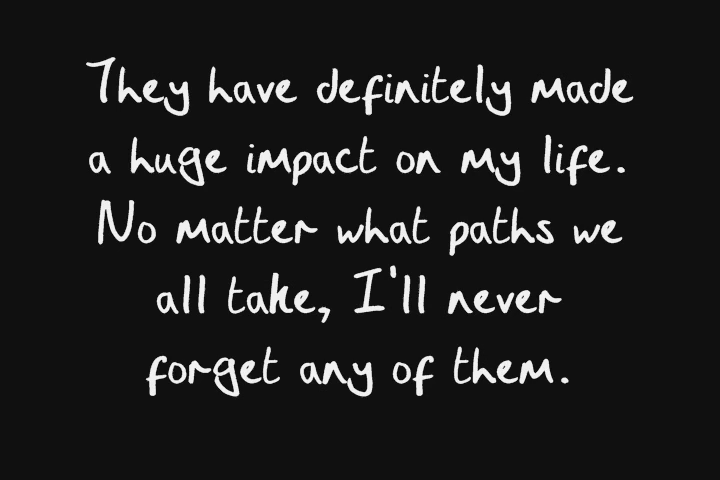 They have definitely made
a huge impact on my life.
No matter what paths we
all take, I'll never
forget any of them.